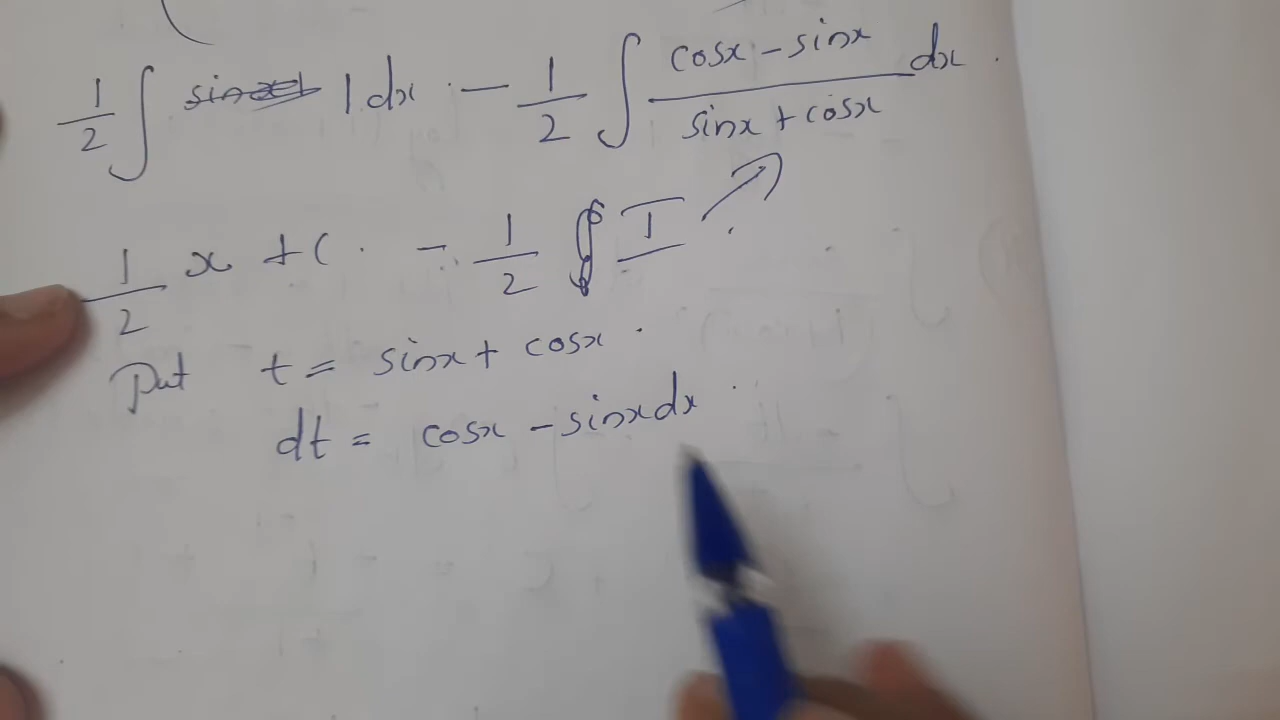 1/2 ∫ 1 dx - 1/2 ∫ (cosx - sinx)/(sinx + cosx) dx.
1/2 x + C. - 1/2 I
Put t = sinx + cosx.
dt = cosx - sinx dx